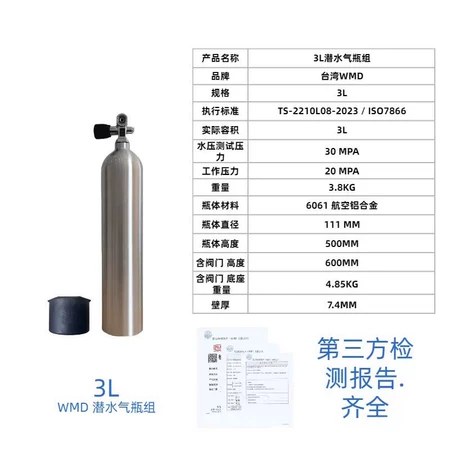 产品名称 3L潜水气瓶组
品牌 台湾WMD
规格 3L
执行标准 TS-2210L08-2023 / ISO7866
实际容积 3L
水压测试压
力 30 MPA
工作压力 20 MPA
重量 3.8KG
瓶体材料 6061 航空铝合金
瓶体直径 111 MM
瓶体高度 500MM
含阀门 高度 600MM
含阀门 底座
重量 4.85KG
壁厚 7.4MM
3L
WMD 潜水气瓶组
第三方检
测报告.
齐全